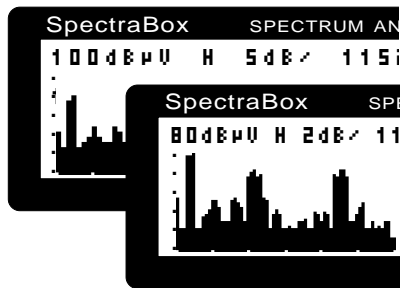 SpectraBox SPECTRUM AN
100dBµV H 5dB/ 115
SpectraBox SPE
80dBµV H 2dB/ 11